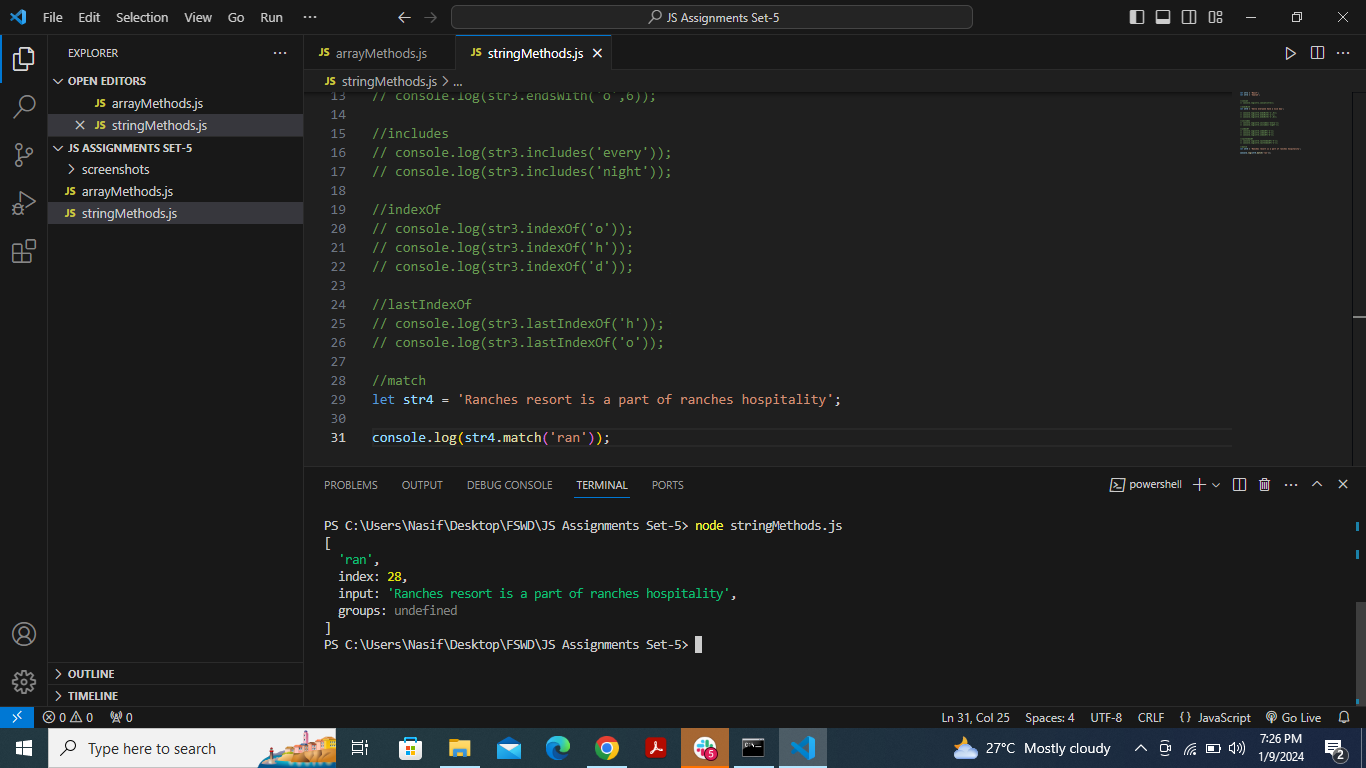 File Edit Selection View Go Run ··· JS Assignments Set-5
EXPLORER ···
OPEN EDITORS
JS arrayMethods.js
JS stringMethods.js
JS ASSIGNMENTS SET-5
screenshots
JS arrayMethods.js
JS stringMethods.js
OUTLINE
TIMELINE
JS arrayMethods.js JS stringMethods.js
JS stringMethods.js > ...
13 // console.log(str3.endsWith('o',6));
14
15 //includes
16 // console.log(str3.includes('every'));
17 // console.log(str3.includes('night'));
18
19 //indexOf
20 // console.log(str3.indexOf('o'));
21 // console.log(str3.indexOf('h'));
22 // console.log(str3.indexOf('d'));
23
24 //lastIndexOf
25 // console.log(str3.lastIndexOf('h'));
26 // console.log(str3.lastIndexOf('o'));
27
28 //match
29 let str4 = 'Ranches resort is a part of ranches hospitality';
30
31 console.log(str4.match('ran'));
PROBLEMS OUTPUT DEBUG CONSOLE TERMINAL PORTS powershell
PS C:\Users\Nasif\Desktop\FSWD\JS Assignments Set-5> node stringMethods.js
[
'ran',
index: 28,
input: 'Ranches resort is a part of ranches hospitality',
groups: undefined
]
PS C:\Users\Nasif\Desktop\FSWD\JS Assignments Set-5>
0 0 0 Ln 31, Col 25 Spaces: 4 UTF-8 CRLF {} JavaScript Go Live
Type here to search 5 27°C Mostly cloudy 7:26 PM
1/9/2024 2